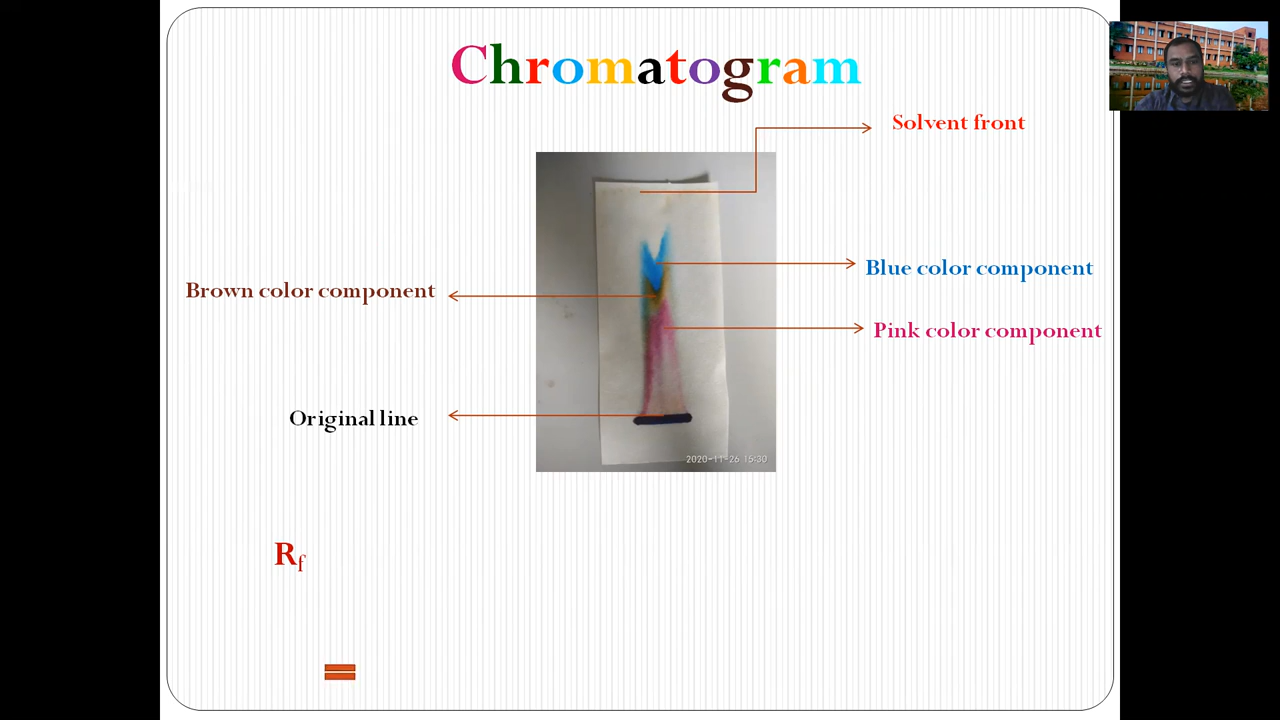 Chromatogram
Solvent front
Blue color component
Brown color component
Pink color component
Original line
2020-11-26 15:30
Rf
=